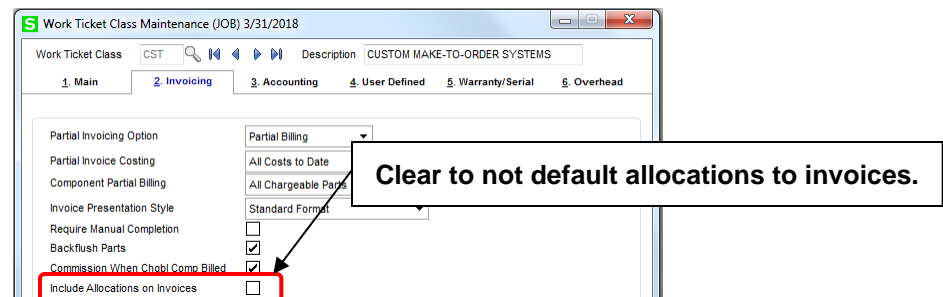 S Work Ticket Class Maintenance (JOB) 3/31/2018
Work Ticket Class CST Description CUSTOM MAKE-TO-ORDER SYSTEMS
1. Main 2. Invoicing 3. Accounting 4. User Defined 5. Warranty/Serial 6. Overhead
Partial Invoicing Option Partial Billing
Partial Invoice Costing All Costs to Date
Component Partial Billing All Chargeable Parts
Clear to not default allocations to invoices.
Invoice Presentation Style Standard Format
Require Manual Completion
Backflush Parts
Commission When Chgbl Comp Billed
Include Allocations on Invoices